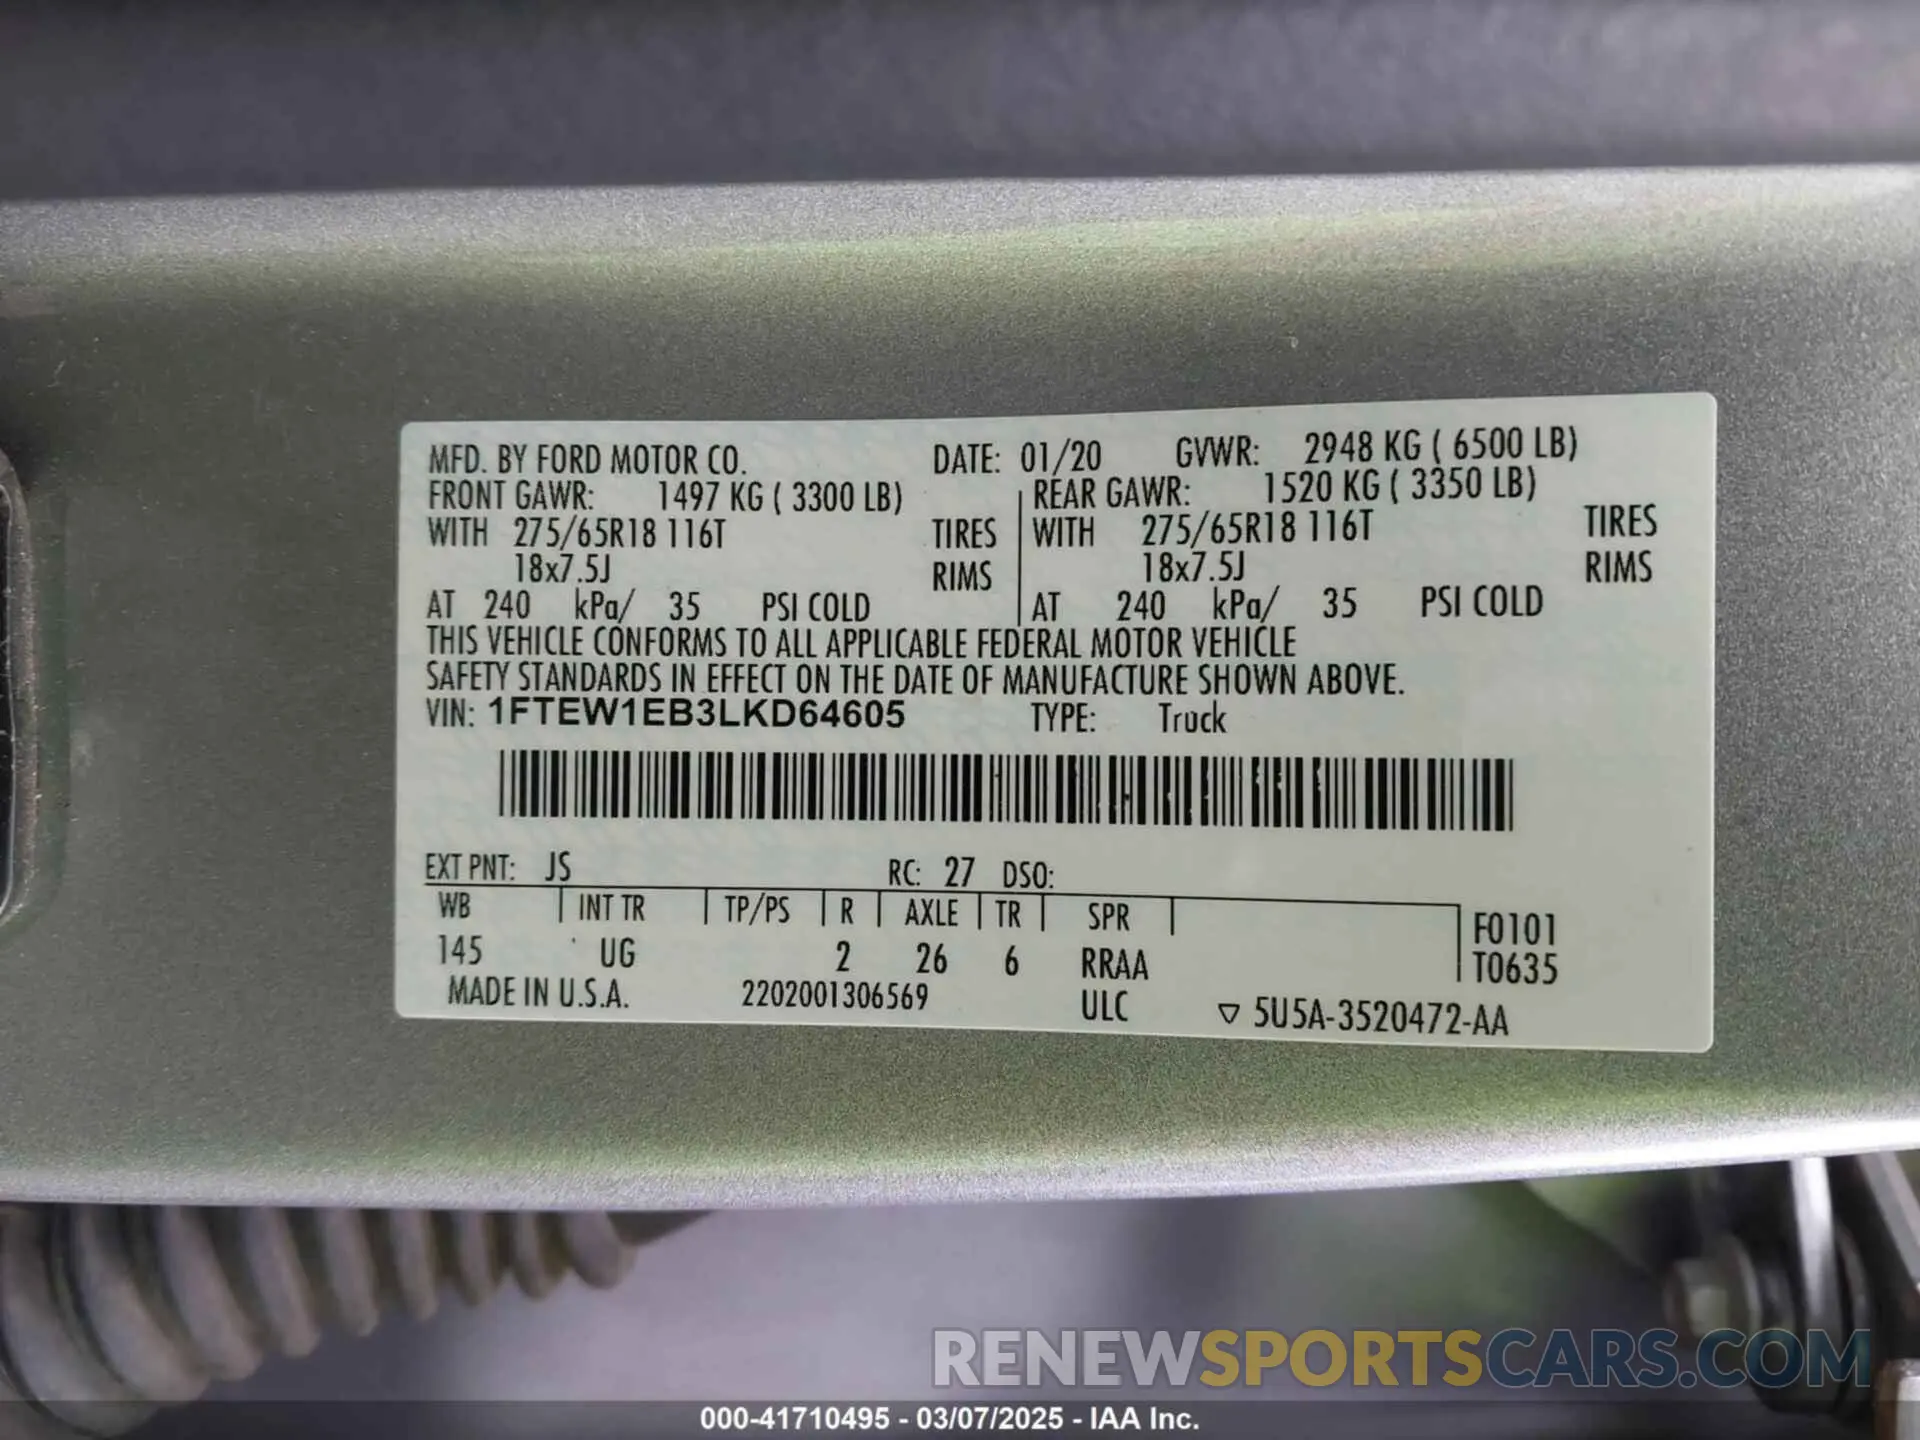 MFD. BY FORD MOTOR CO. DATE: 01/20 GVWR: 2948 KG ( 6500 LB)
FRONT GAWR: 1497 KG ( 3300 LB) REAR GAWR: 1520 KG ( 3350 LB)
WITH 275/65R18 116T TIRES WITH 275/65R18 116T TIRES
18x7.5J RIMS 18x7.5J RIMS
AT 240 kPa/ 35 PSI COLD AT 240 kPa/ 35 PSI COLD
THIS VEHICLE CONFORMS TO ALL APPLICABLE FEDERAL MOTOR VEHICLE
SAFETY STANDARDS IN EFFECT ON THE DATE OF MANUFACTURE SHOWN ABOVE.
VIN: 1FTEW1EB3LKD64605 TYPE: Truck
EXT PNT: JS RC: 27 DSO:
WB INT TR TP/PS R AXLE TR SPR F0101
145 UG 2 26 6 RRAA T0635
MADE IN U.S.A. 2202001306569 ULC ▽ 5U5A-3520472-AA
RENEWSPORTSCARS.COM
000-41710495 - 03/07/2025 - IAA Inc.